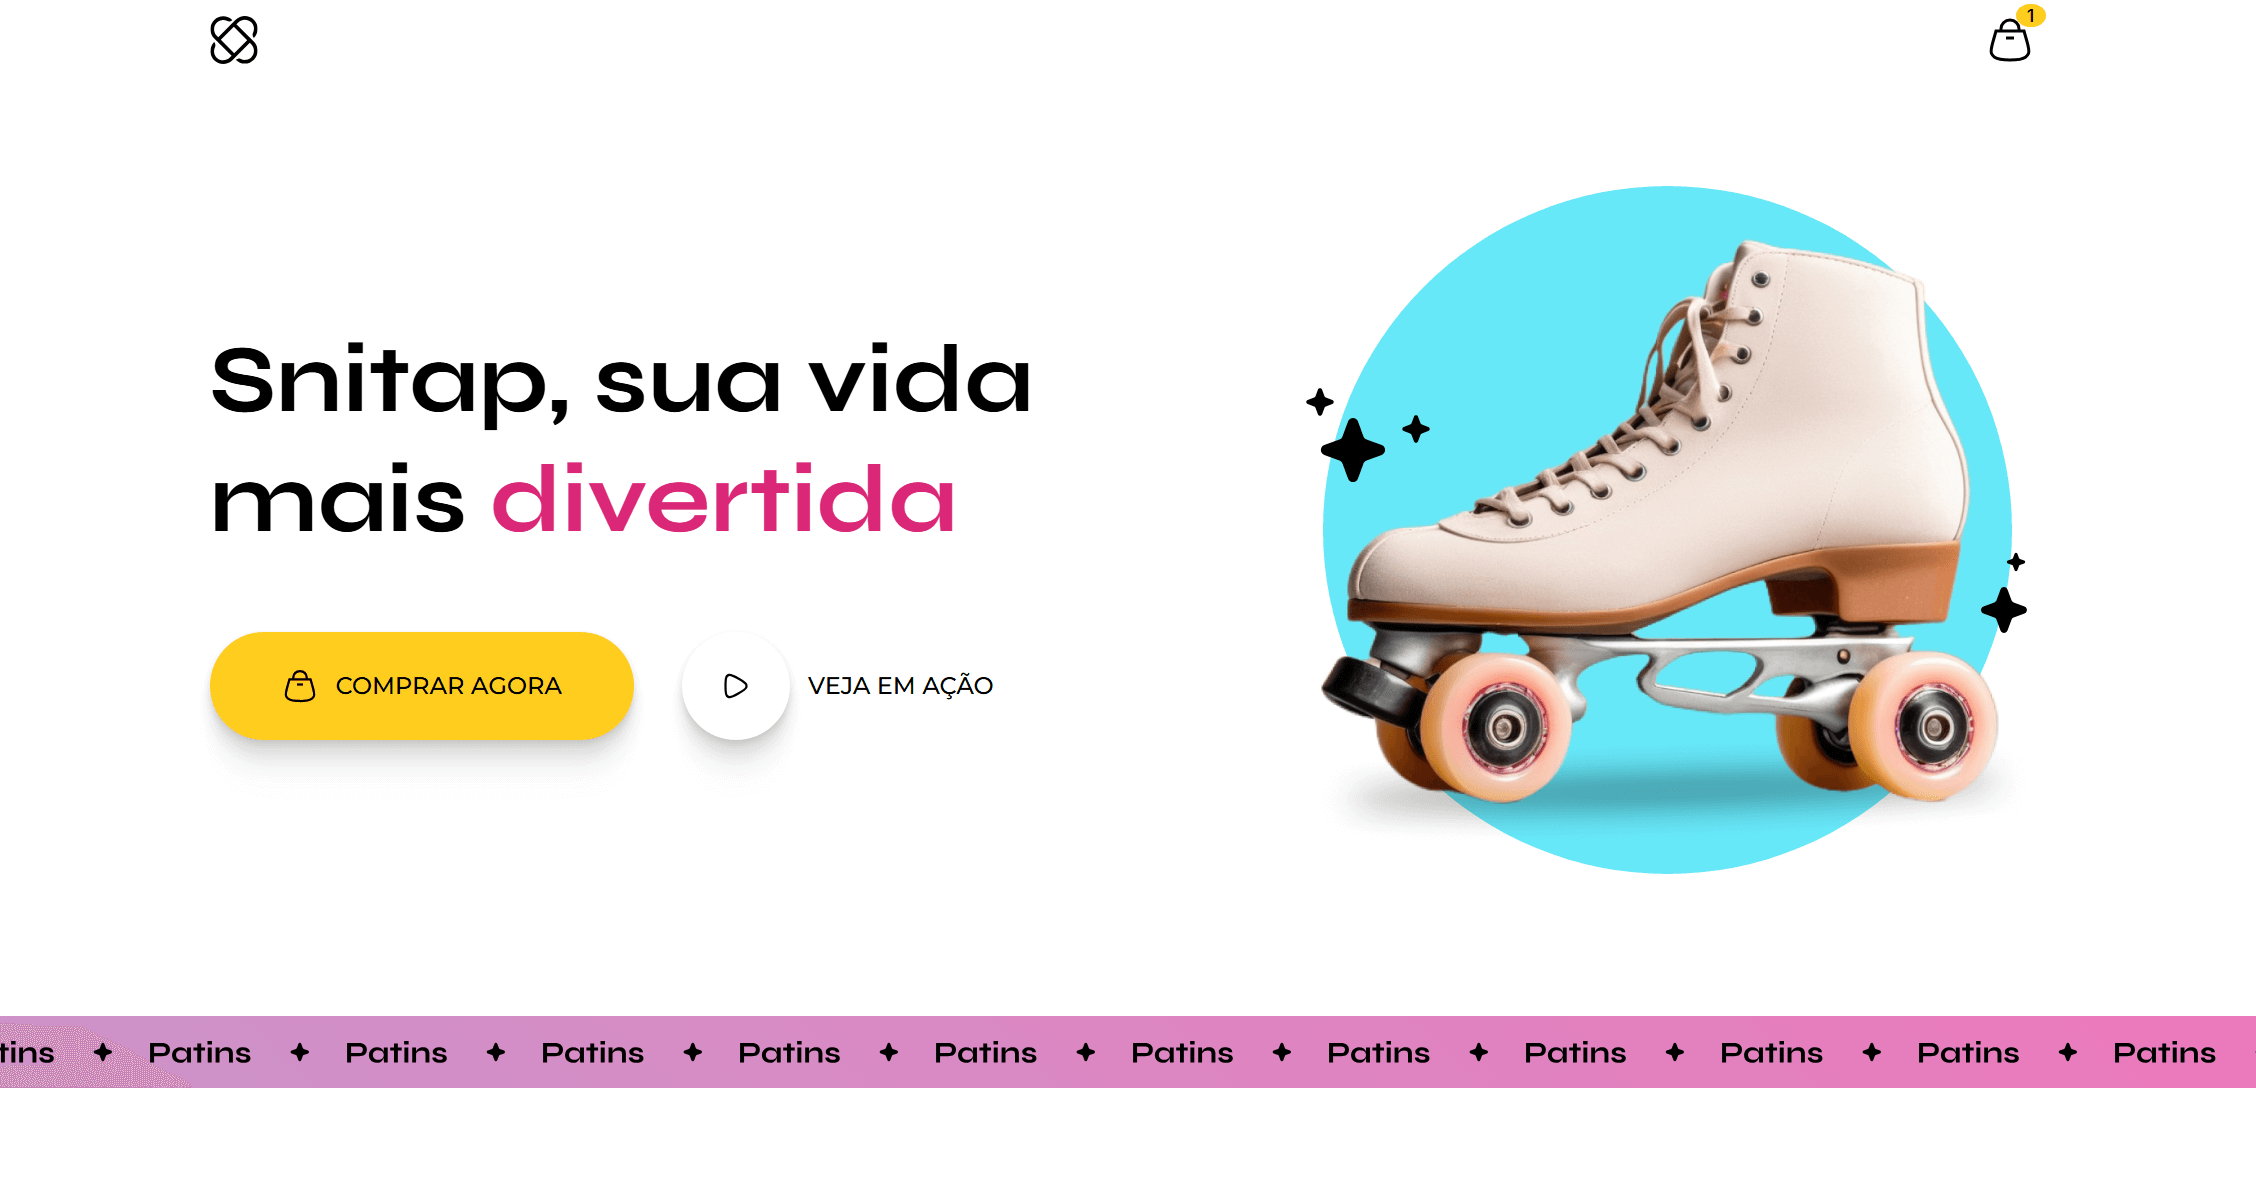 1
Snitap, sua vida
mais divertida
COMPRAR AGORA
VEJA EM AÇÃO
tins Patins Patins Patins Patins Patins Patins Patins Patins Patins Patins Patins